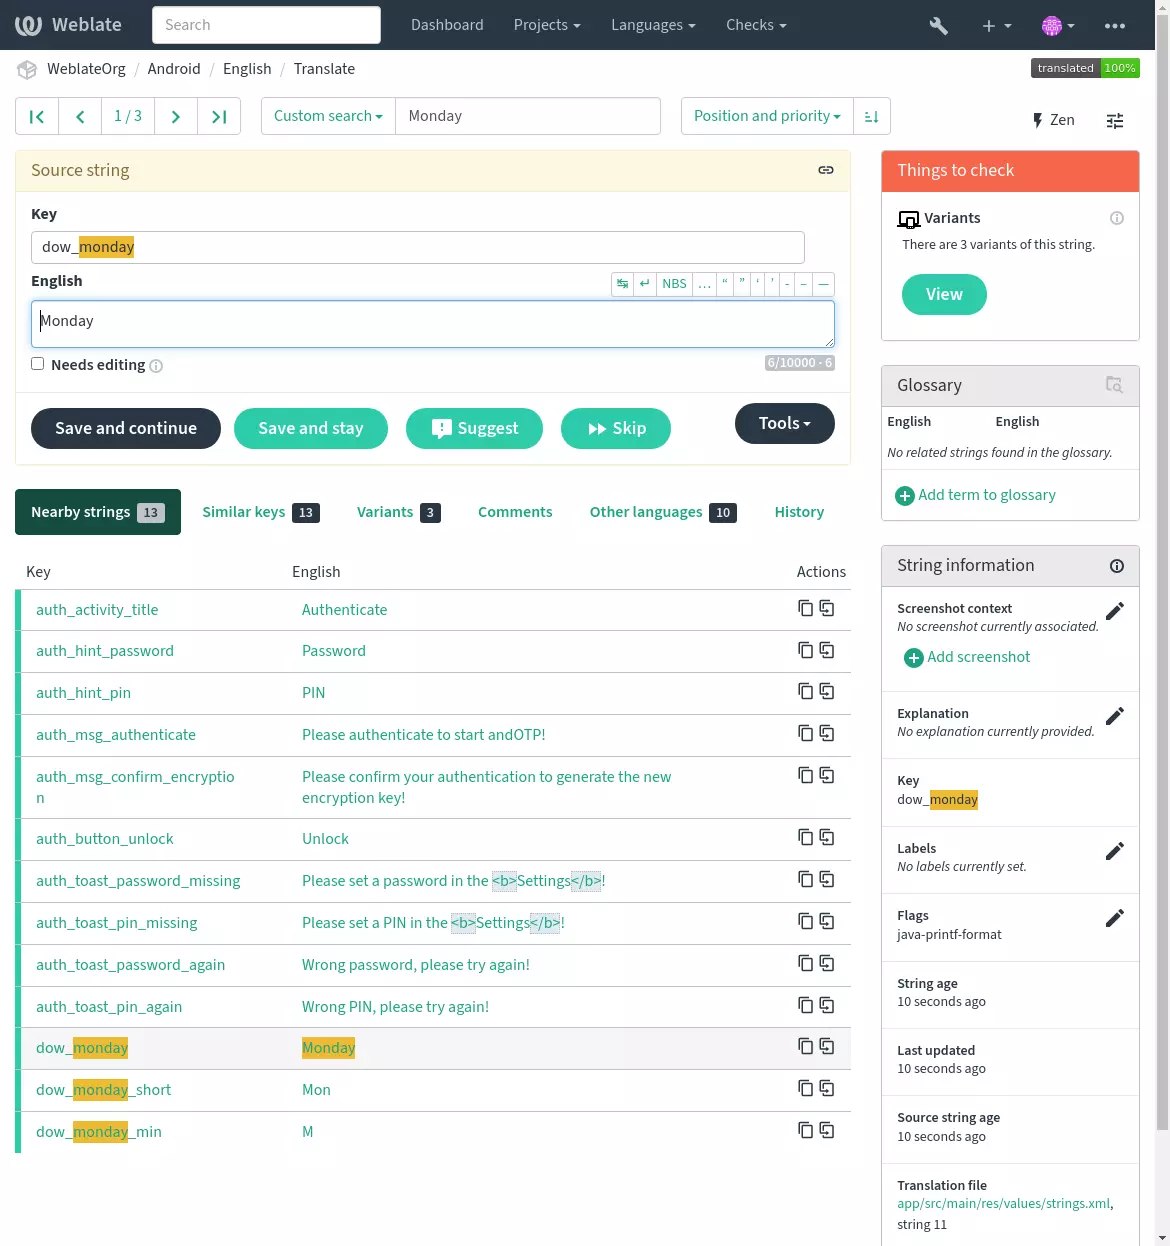 Weblate
Search
Dashboard
Projects
Languages
Checks
WeblateOrg / Android / English / Translate
translated 100%
1 / 3
Custom search
Monday
Position and priority
Zen
Source string
Key
dow_monday
English
NBS … “ ” ‘ ’ - – —
Monday
Needs editing
6/10000 · 6
Save and continue
Save and stay
Suggest
Skip
Tools
Nearby strings 13
Similar keys 13
Variants 3
Comments
Other languages 10
History
Key English Actions
auth_activity_title Authenticate
auth_hint_password Password
auth_hint_pin PIN
auth_msg_authenticate Please authenticate to start andOTP!
auth_msg_confirm_encryptio Please confirm your authentication to generate the new
n encryption key!
auth_button_unlock Unlock
auth_toast_password_missing Please set a password in the <b>Settings</b>!
auth_toast_pin_missing Please set a PIN in the <b>Settings</b>!
auth_toast_password_again Wrong password, please try again!
auth_toast_pin_again Wrong PIN, please try again!
dow_monday Monday
dow_monday_short Mon
dow_monday_min M
Things to check
Variants
There are 3 variants of this string.
View
Glossary
English English
No related strings found in the glossary.
Add term to glossary
String information
Screenshot context
No screenshot currently associated.
Add screenshot
Explanation
No explanation currently provided.
Key
dow_monday
Labels
No labels currently set.
Flags
java-printf-format
String age
10 seconds ago
Last updated
10 seconds ago
Source string age
10 seconds ago
Translation file
app/src/main/res/values/strings.xml,
string 11